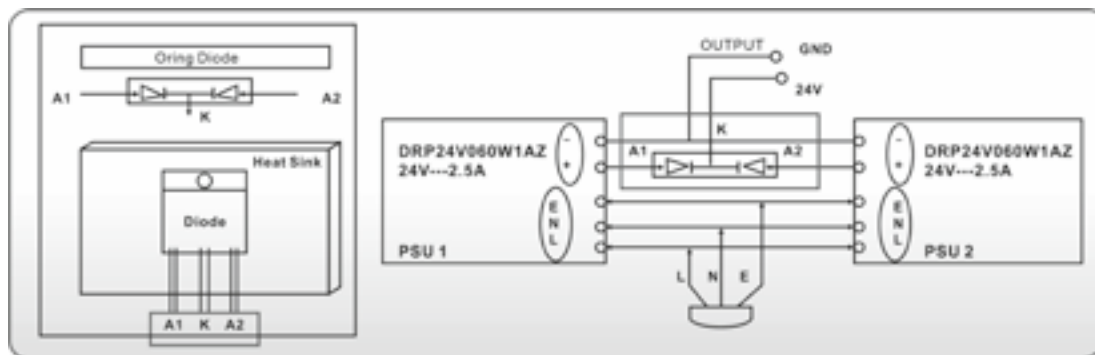 Oring Diode
A1
A2
K
Heat Sink
Diode
A1 K A2
OUTPUT
GND
24V
K
A1
A2
DRP24V060W1AZ
24V---2.5A
PSU 1
−
+
E
N
L
DRP24V060W1AZ
24V---2.5A
PSU 2
−
+
E
N
L
L N E